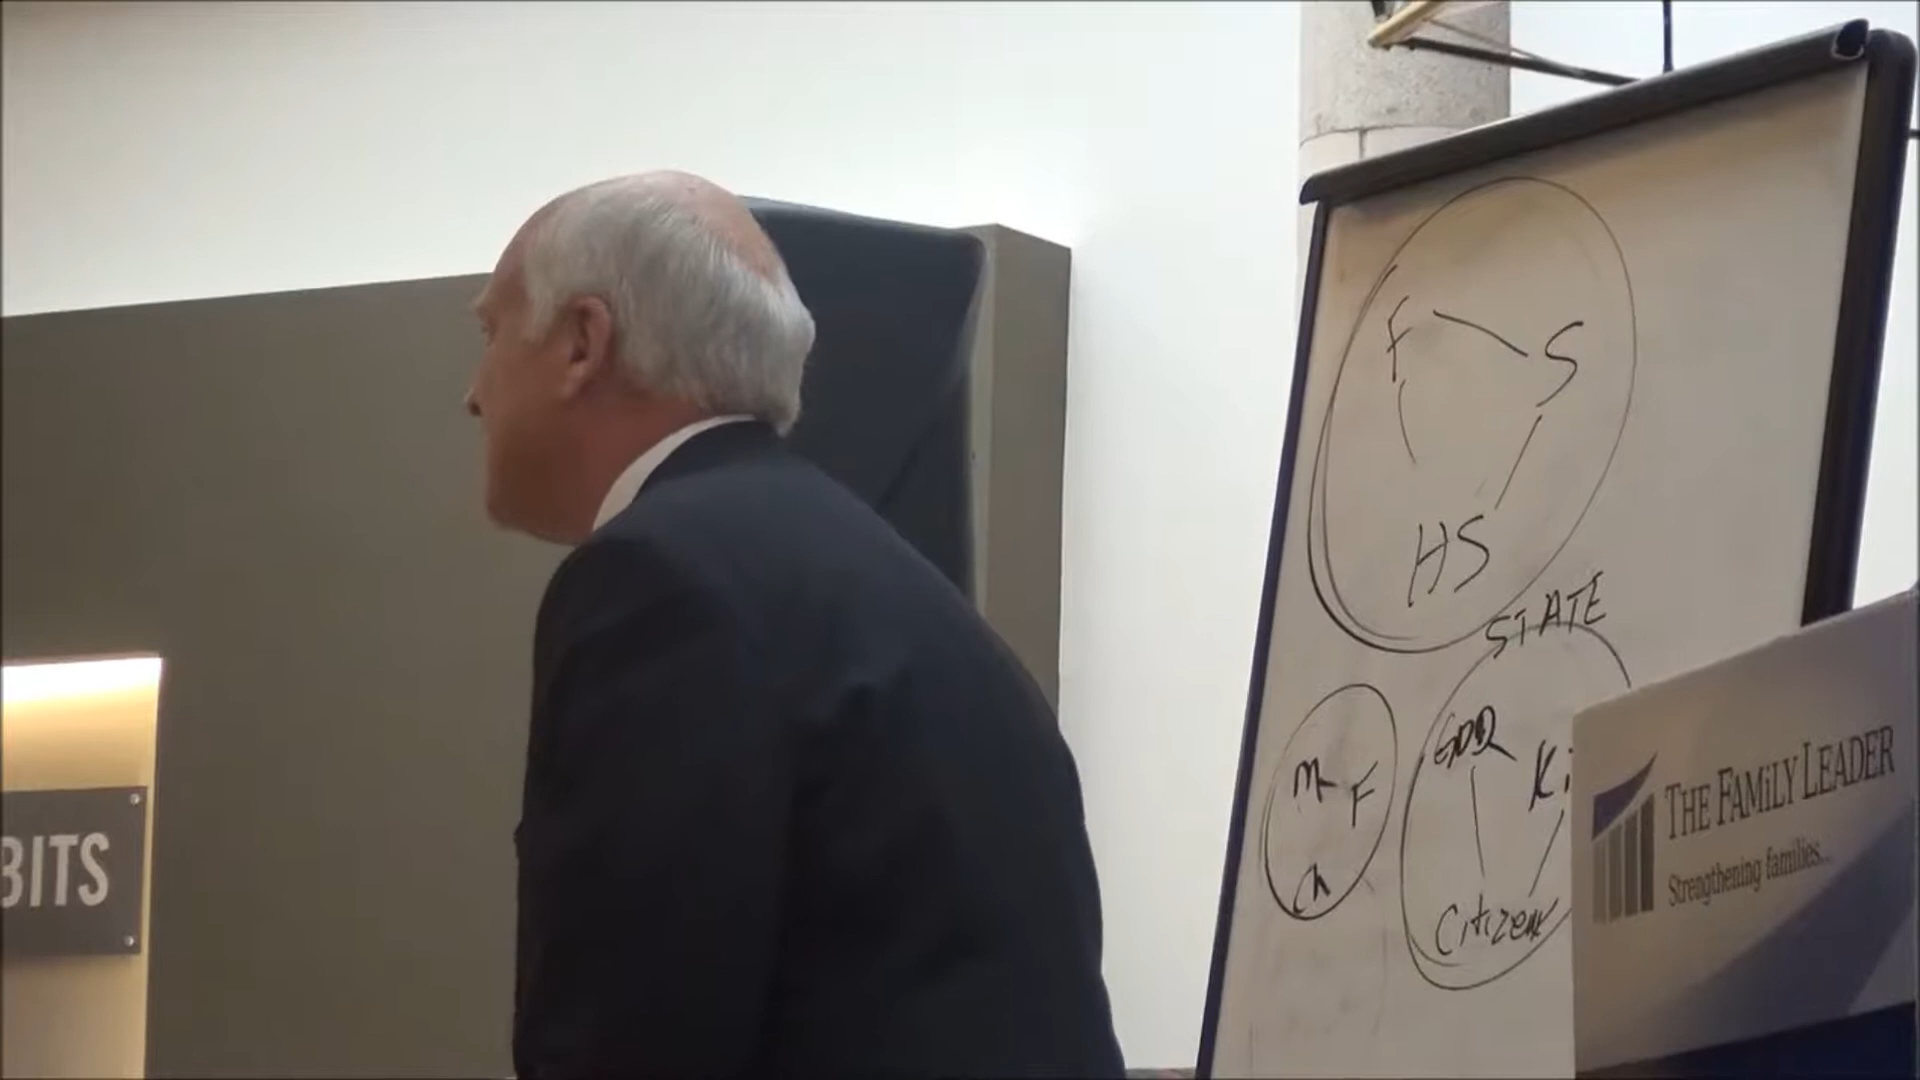 BITS
F S
HS
STATE
M F
Ch
GOD
Ki
Citizen
THE FAMiLY LEADER
Strengthening families...